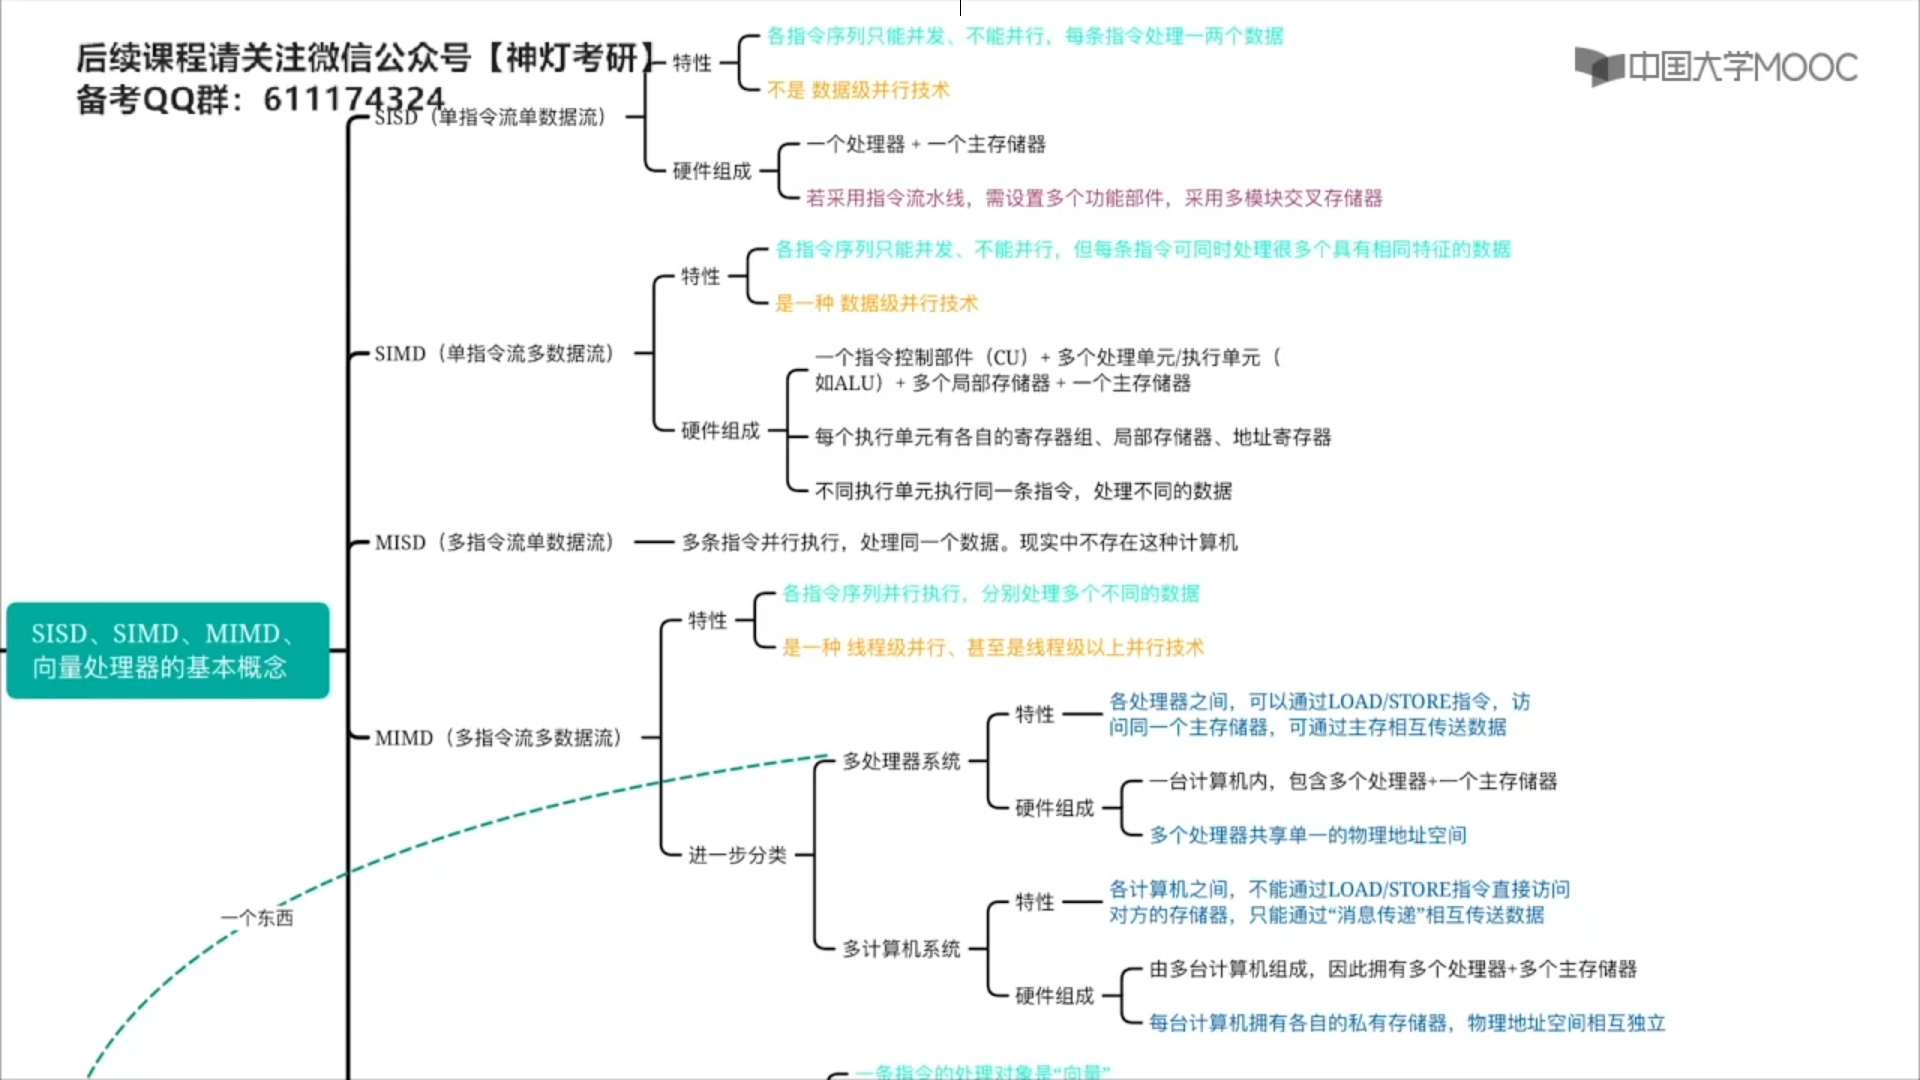 后续课程请关注微信公众号【神灯考研】
备考QQ群：611174324
中国大学MOOC
SISD、SIMD、MIMD、
向量处理器的基本概念
SISD（单指令流单数据流）
特性
各指令序列只能并发、不能并行，每条指令处理一两个数据
不是 数据级并行技术
硬件组成
一个处理器 + 一个主存储器
若采用指令流水线，需设置多个功能部件，采用多模块交叉存储器
SIMD（单指令流多数据流）
特性
各指令序列只能并发、不能并行，但每条指令可同时处理很多个具有相同特征的数据
是一种 数据级并行技术
硬件组成
一个指令控制部件（CU）+ 多个处理单元/执行单元（
如ALU）+ 多个局部存储器 + 一个主存储器
每个执行单元有各自的寄存器组、局部存储器、地址寄存器
不同执行单元执行同一条指令，处理不同的数据
MISD（多指令流单数据流）
多条指令并行执行，处理同一个数据。现实中不存在这种计算机
MIMD（多指令流多数据流）
特性
各指令序列并行执行，分别处理多个不同的数据
是一种 线程级并行、甚至是线程级以上并行技术
进一步分类
多处理器系统
特性
各处理器之间，可以通过LOAD/STORE指令，访
问同一个主存储器，可通过主存相互传送数据
硬件组成
一台计算机内，包含多个处理器+一个主存储器
多个处理器共享单一的物理地址空间
多计算机系统
特性
各计算机之间，不能通过LOAD/STORE指令直接访问
对方的存储器，只能通过“消息传递”相互传送数据
硬件组成
由多台计算机组成，因此拥有多个处理器+多个主存储器
每台计算机拥有各自的私有存储器，物理地址空间相互独立
一个东西
一条指令的处理对象是“向量”